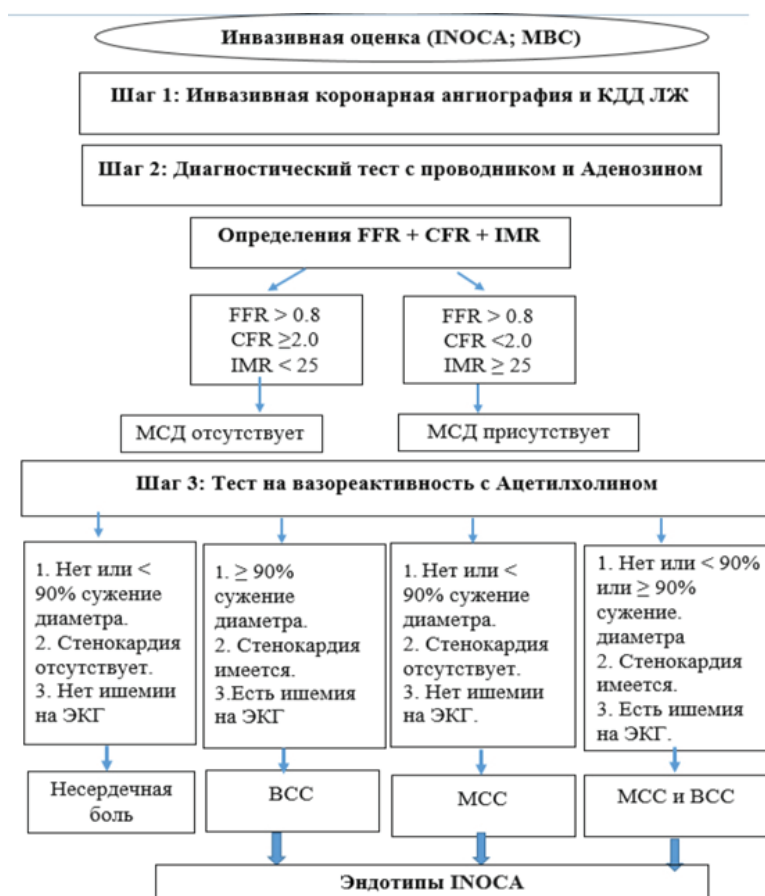 Инвазивная оценка (INOCA; МВС)
Шаг 1: Инвазивная коронарная ангиография и КДД ЛЖ
Шаг 2: Диагностический тест с проводником и Аденозином
Определения FFR + CFR + IMR
FFR > 0.8
CFR ≥2.0
IMR < 25
FFR > 0.8
CFR <2.0
IMR ≥ 25
МСД отсутствует
МСД присутствует
Шаг 3: Тест на вазореактивность с Ацетилхолином
1. Нет или <
90% сужение
диаметра.
2. Стенокардия
отсутствует.
3. Нет ишемии
на ЭКГ
1. ≥ 90%
сужение
диаметра.
2. Стенокардия
имеется.
3.Есть ишемия
на ЭКГ
1. Нет или <
90% сужение
диаметра.
2. Стенокардия
отсутствует.
3. Нет ишемии
на ЭКГ.
1. Нет или < 90%
или ≥ 90%
сужение.
диаметра
2. Стенокардия
имеется.
3. Есть ишемия
на ЭКГ.
Несердечная
боль
ВСС
МСС
МСС и ВСС
Эндотипы INOCA